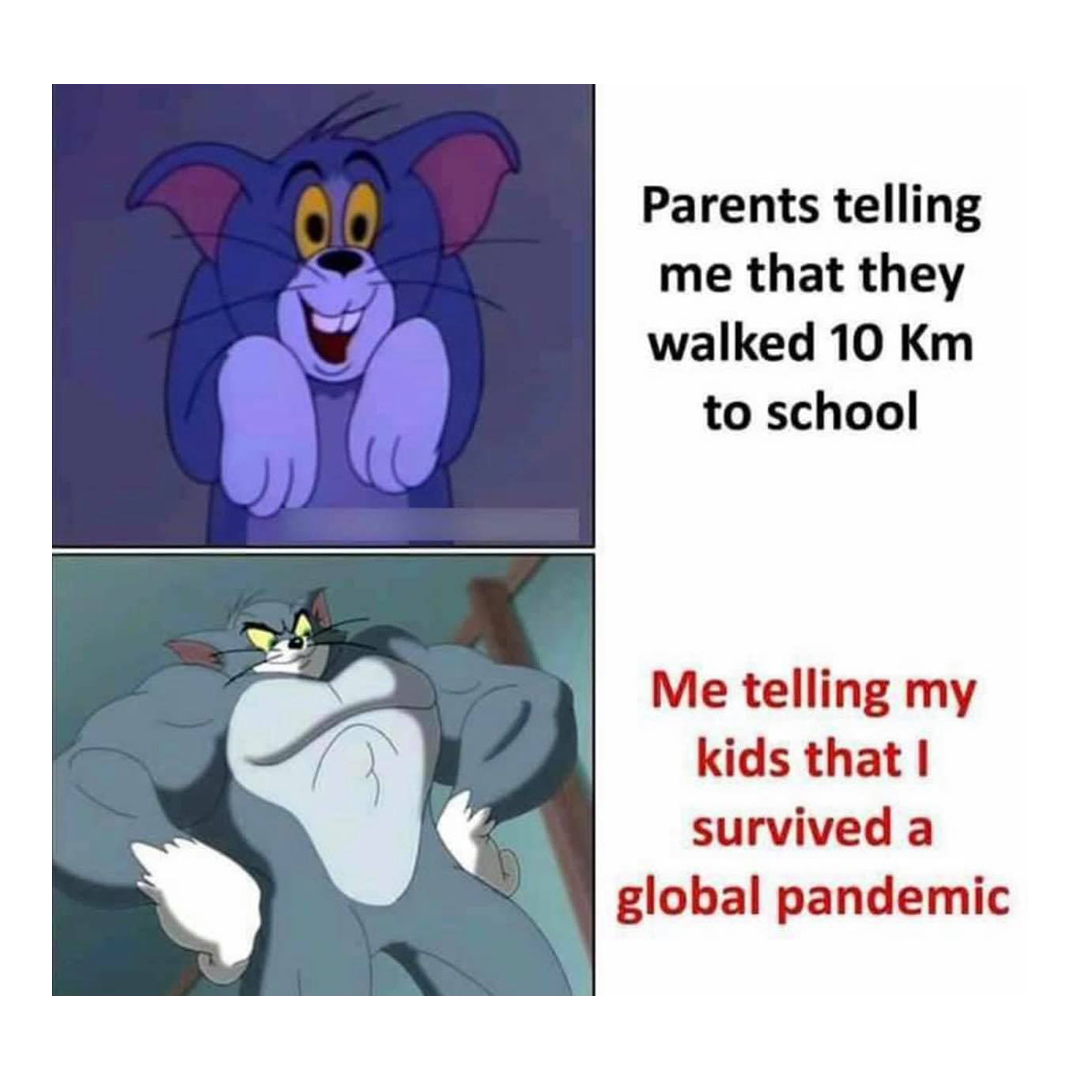 Parents telling
me that they
walked 10 Km
to school
Me telling my
kids that I
survived a
global pandemic